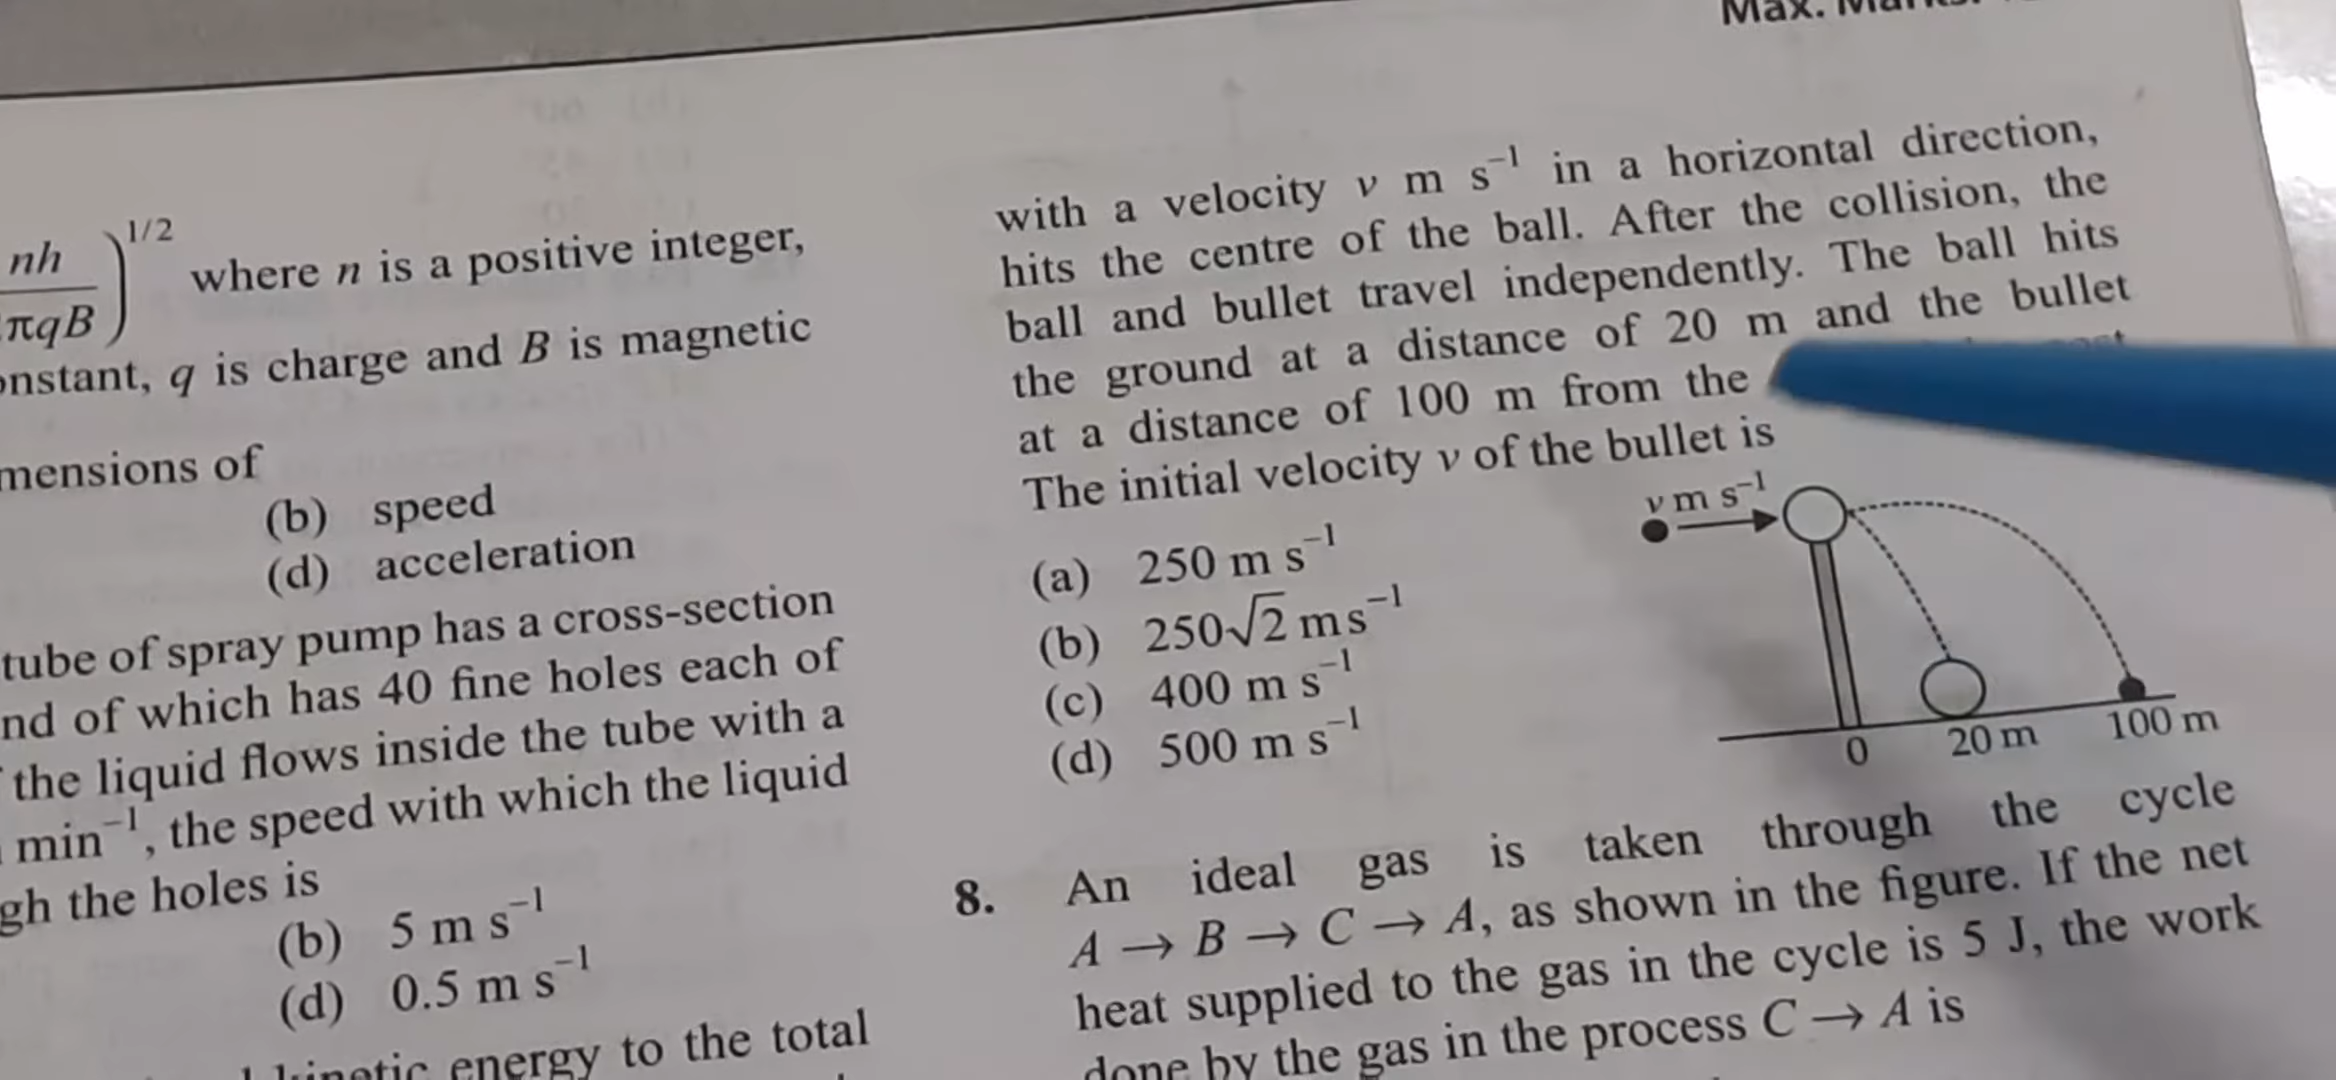 Max.
nh
πqB
1/2
where n is a positive integer,
q is charge and B is magnetic
of
(b) speed
(d) acceleration
tube of spray pump has a cross-section
of which has 40 fine holes each of
the liquid flows inside the tube with a
min⁻¹, the speed with which the liquid
the holes is
(b) 5 m s⁻¹
(d) 0.5 m s⁻¹
energy to the total
with a velocity v m s⁻¹ in a horizontal direction,
hits the centre of the ball. After the collision, the
ball and bullet travel independently. The ball hits
the ground at a distance of 20 m and the bullet
at a distance of 100 m from the
The initial velocity v of the bullet is
v m s⁻¹
(a) 250 m s⁻¹
(b) 250√2 m s⁻¹
(c) 400 m s⁻¹
(d) 500 m s⁻¹
0 20 m 100 m
8. An ideal gas is taken through the cycle
A → B → C → A, as shown in the figure. If the net
heat supplied to the gas in the cycle is 5 J, the work
done by the gas in the process C → A is